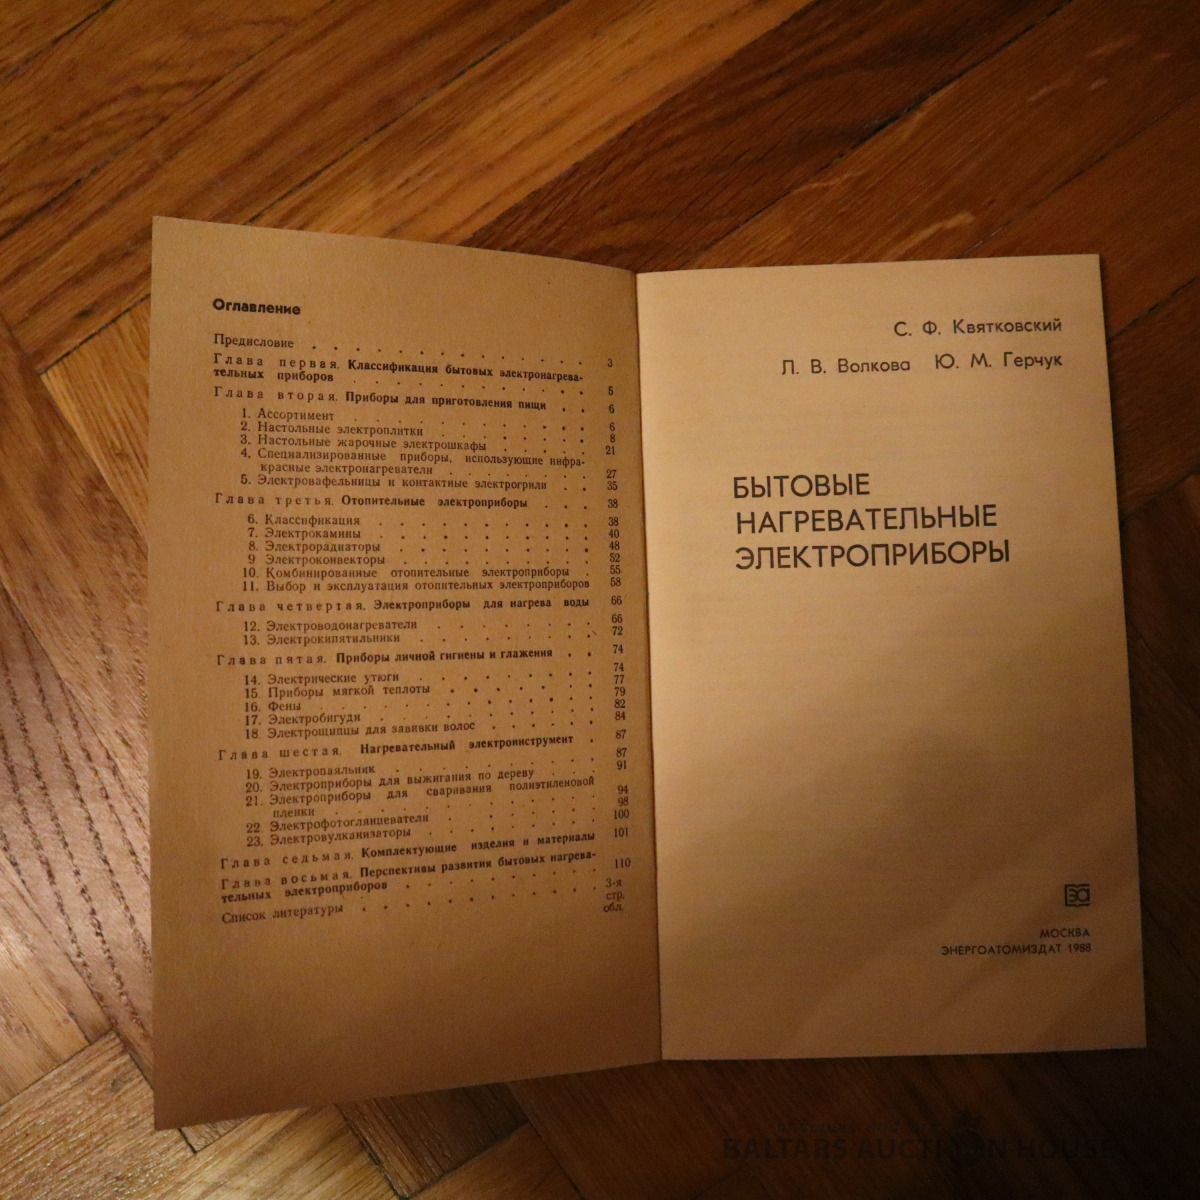 Оглавление
Предисловие . . . . . . . . . . . . . 3
Глава первая. Классификация бытовых электронагрева-
тельных приборов . . . . . . . . . . . 5
Глава вторая. Приборы для приготовления пищи . . 6
1. Ассортимент . . . . . . . . . . . 6
2. Настольные электроплитки . . . . . . . 8
3. Настольные жарочные электрошкафы . . . . . 21
4. Специализированные приборы, использующие инфра-
красные электронагреватели . . . . . . . 27
5. Электровафельницы и контактные электрогрили . . 35
Глава третья. Отопительные электроприборы . . . 38
6. Классификация . . . . . . . . . . 38
7. Электрокамины . . . . . . . . . . 40
8. Электрорадиаторы . . . . . . . . . 48
9 Электроконвекторы . . . . . . . . . 52
10. Комбинированные отопительные электроприборы . 55
11. Выбор и эксплуатация отопительных электроприборов 58
Глава четвертая. Электроприборы для нагрева воды 66
12. Электроводонагреватели . . . . . . . 66
13. Электрокипятильники . . . . . . . . 72
Глава пятая. Приборы личной гигиены и глажения . . 74
14. Электрические утюги . . . . . . . . 74
15. Приборы мягкой теплоты . . . . . . . 77
16. Фены . . . . . . . . . . . . 79
17. Электробигуди . . . . . . . . . . 82
18. Электрощипцы для завивки волос . . . . . 84
Глава шестая. Нагревательный электроинструмент . 87
19. Электропаяльник . . . . . . . . . 87
20. Электроприборы для выжигания по дереву . . . 91
21. Электроприборы для сваривания полиэтиленовой
пленки . . . . . . . . . . . . 94
22. Электрофотоглянцеватели . . . . . . . 98
23. Электровулканизаторы . . . . . . . . 100
Глава седьмая. Комплектующие изделия и материалы 101
Глава восьмая. Перспективы развития бытовых нагрева-
тельных электроприборов . . . . . . . . . 110
Список литературы . . . . . . . . . . . 3-я
стр.
обл.
С. Ф. Квятковский
Л. В. Волкова Ю. М. Герчук
БЫТОВЫЕ
НАГРЕВАТЕЛЬНЫЕ
ЭЛЕКТРОПРИБОРЫ
МОСКВА
ЭНЕРГОАТОМИЗДАТ 1988
BALTARS AUCTION HOUSE